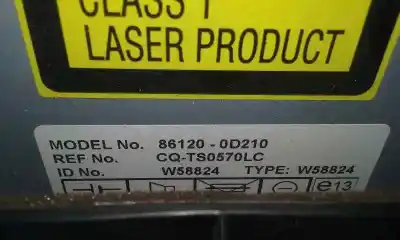 CLASS 1
LASER PRODUCT
MODEL No. 86120 - 0D210
REF No. CQ-TS0570LC
ID No. W58824 TYPE: W58824
e13